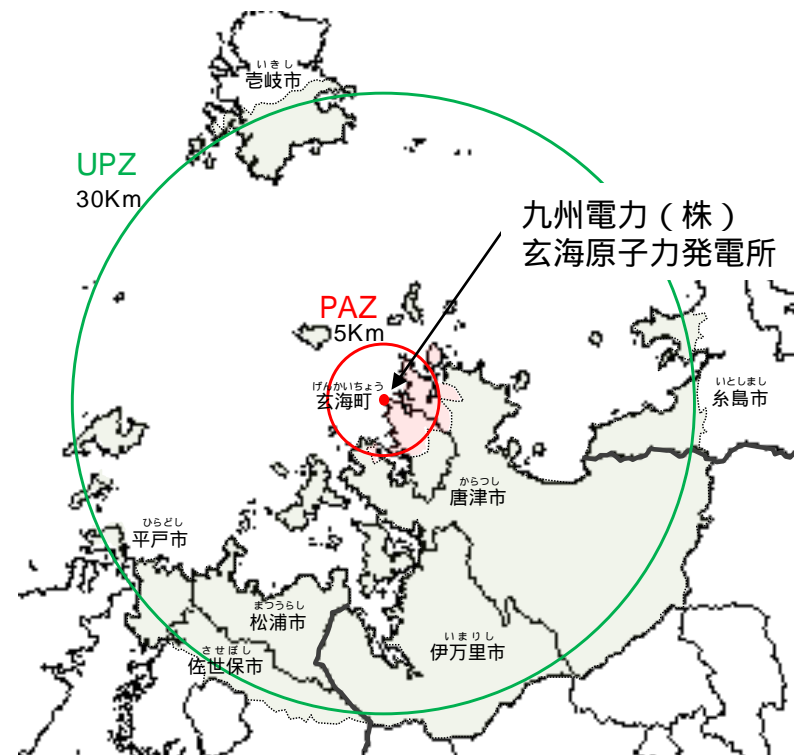 いきし
壱岐市
UPZ
30Km
九州電力（株）
玄海原子力発電所
PAZ
5Km
げんかいちょう
玄海町
いとしまし
糸島市
からつし
唐津市
ひらどし
平戸市
まつうらし
松浦市
いまりし
伊万里市
させぼし
佐世保市